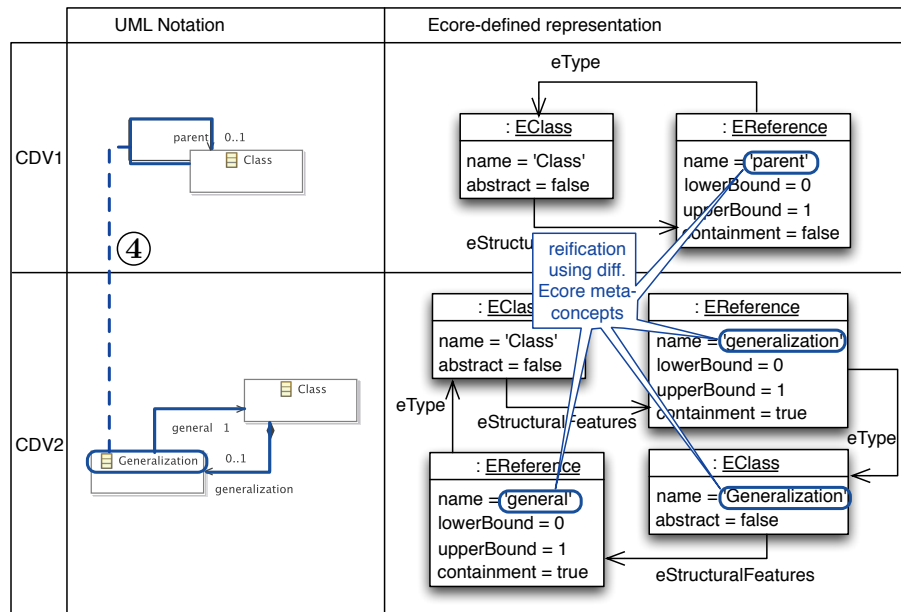 UML Notation
Ecore-defined representation
CDV1
parent 0..1
Class
④
eType
: EClass
name = 'Class'
abstract = false
: EReference
name = 'parent'
lowerBound = 0
upperBound = 1
containment = false
reification
using diff.
Ecore meta-
concepts
CDV2
Class
general 1
Generalization
0..1
generalization
name = 'Class'
abstract = false
: EReference
name = 'generalization'
lowerBound = 0
upperBound = 1
containment = true
eType
eStructuralFeatures
eType
: EReference
name = 'general'
lowerBound = 0
upperBound = 1
containment = true
: EClass
name = 'Generalization'
abstract = false
eStructuralFeatures